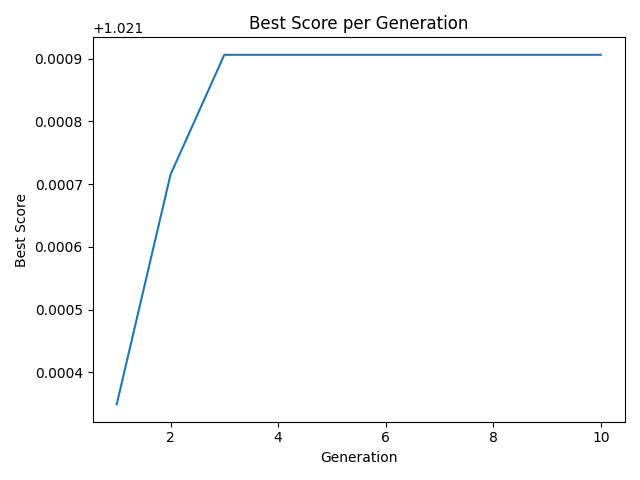 Best Score per Generation
+1.021
0.0009
0.0008
0.0007
0.0006
0.0005
0.0004
Best Score
2 4 6 8 10
Generation